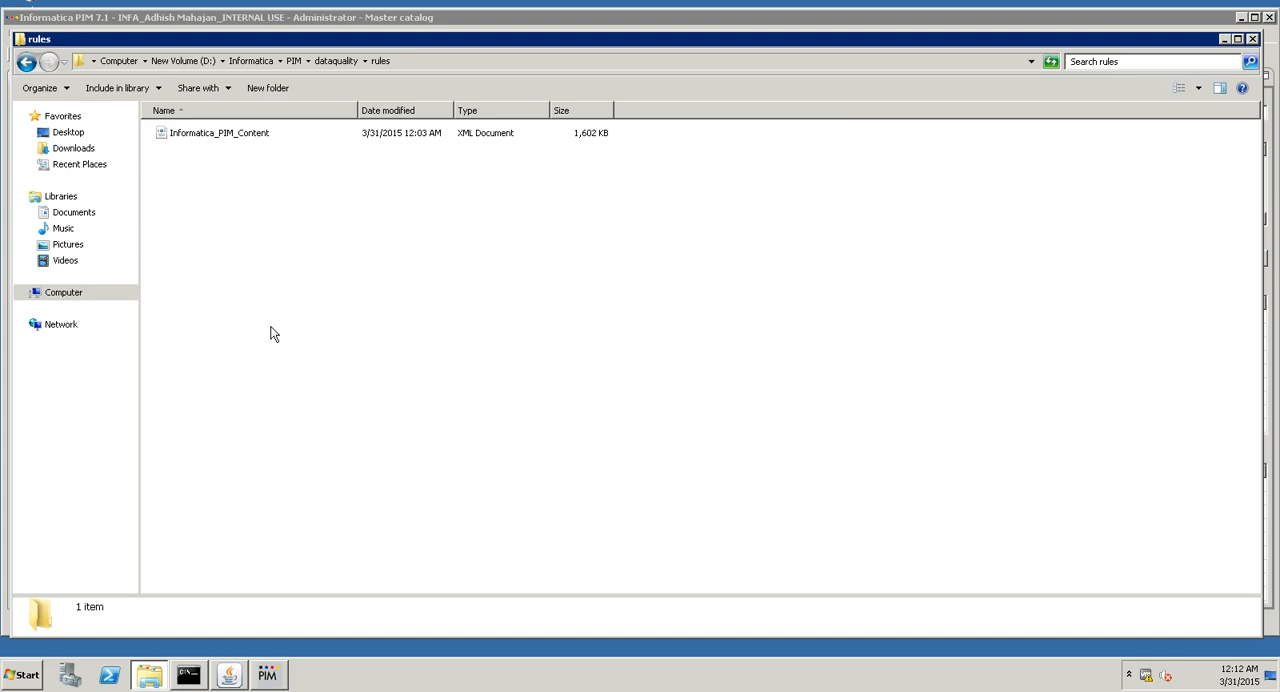 Informatica PIM 7.1 - INFA_Adhish Mahajan_INTERNAL USE - Administrator - Master catalog
rules
Computer New Volume (D:) Informatica PIM dataquality rules
Search rules
Organize Include in library Share with New folder
Name Date modified Type Size
Informatica_PIM_Content 3/31/2015 12:03 AM XML Document 1,602 KB
Favorites
Desktop
Downloads
Recent Places
Libraries
Documents
Music
Pictures
Videos
Computer
Network
1 item
Start
C:\.
PIM
12:12 AM
3/31/2015